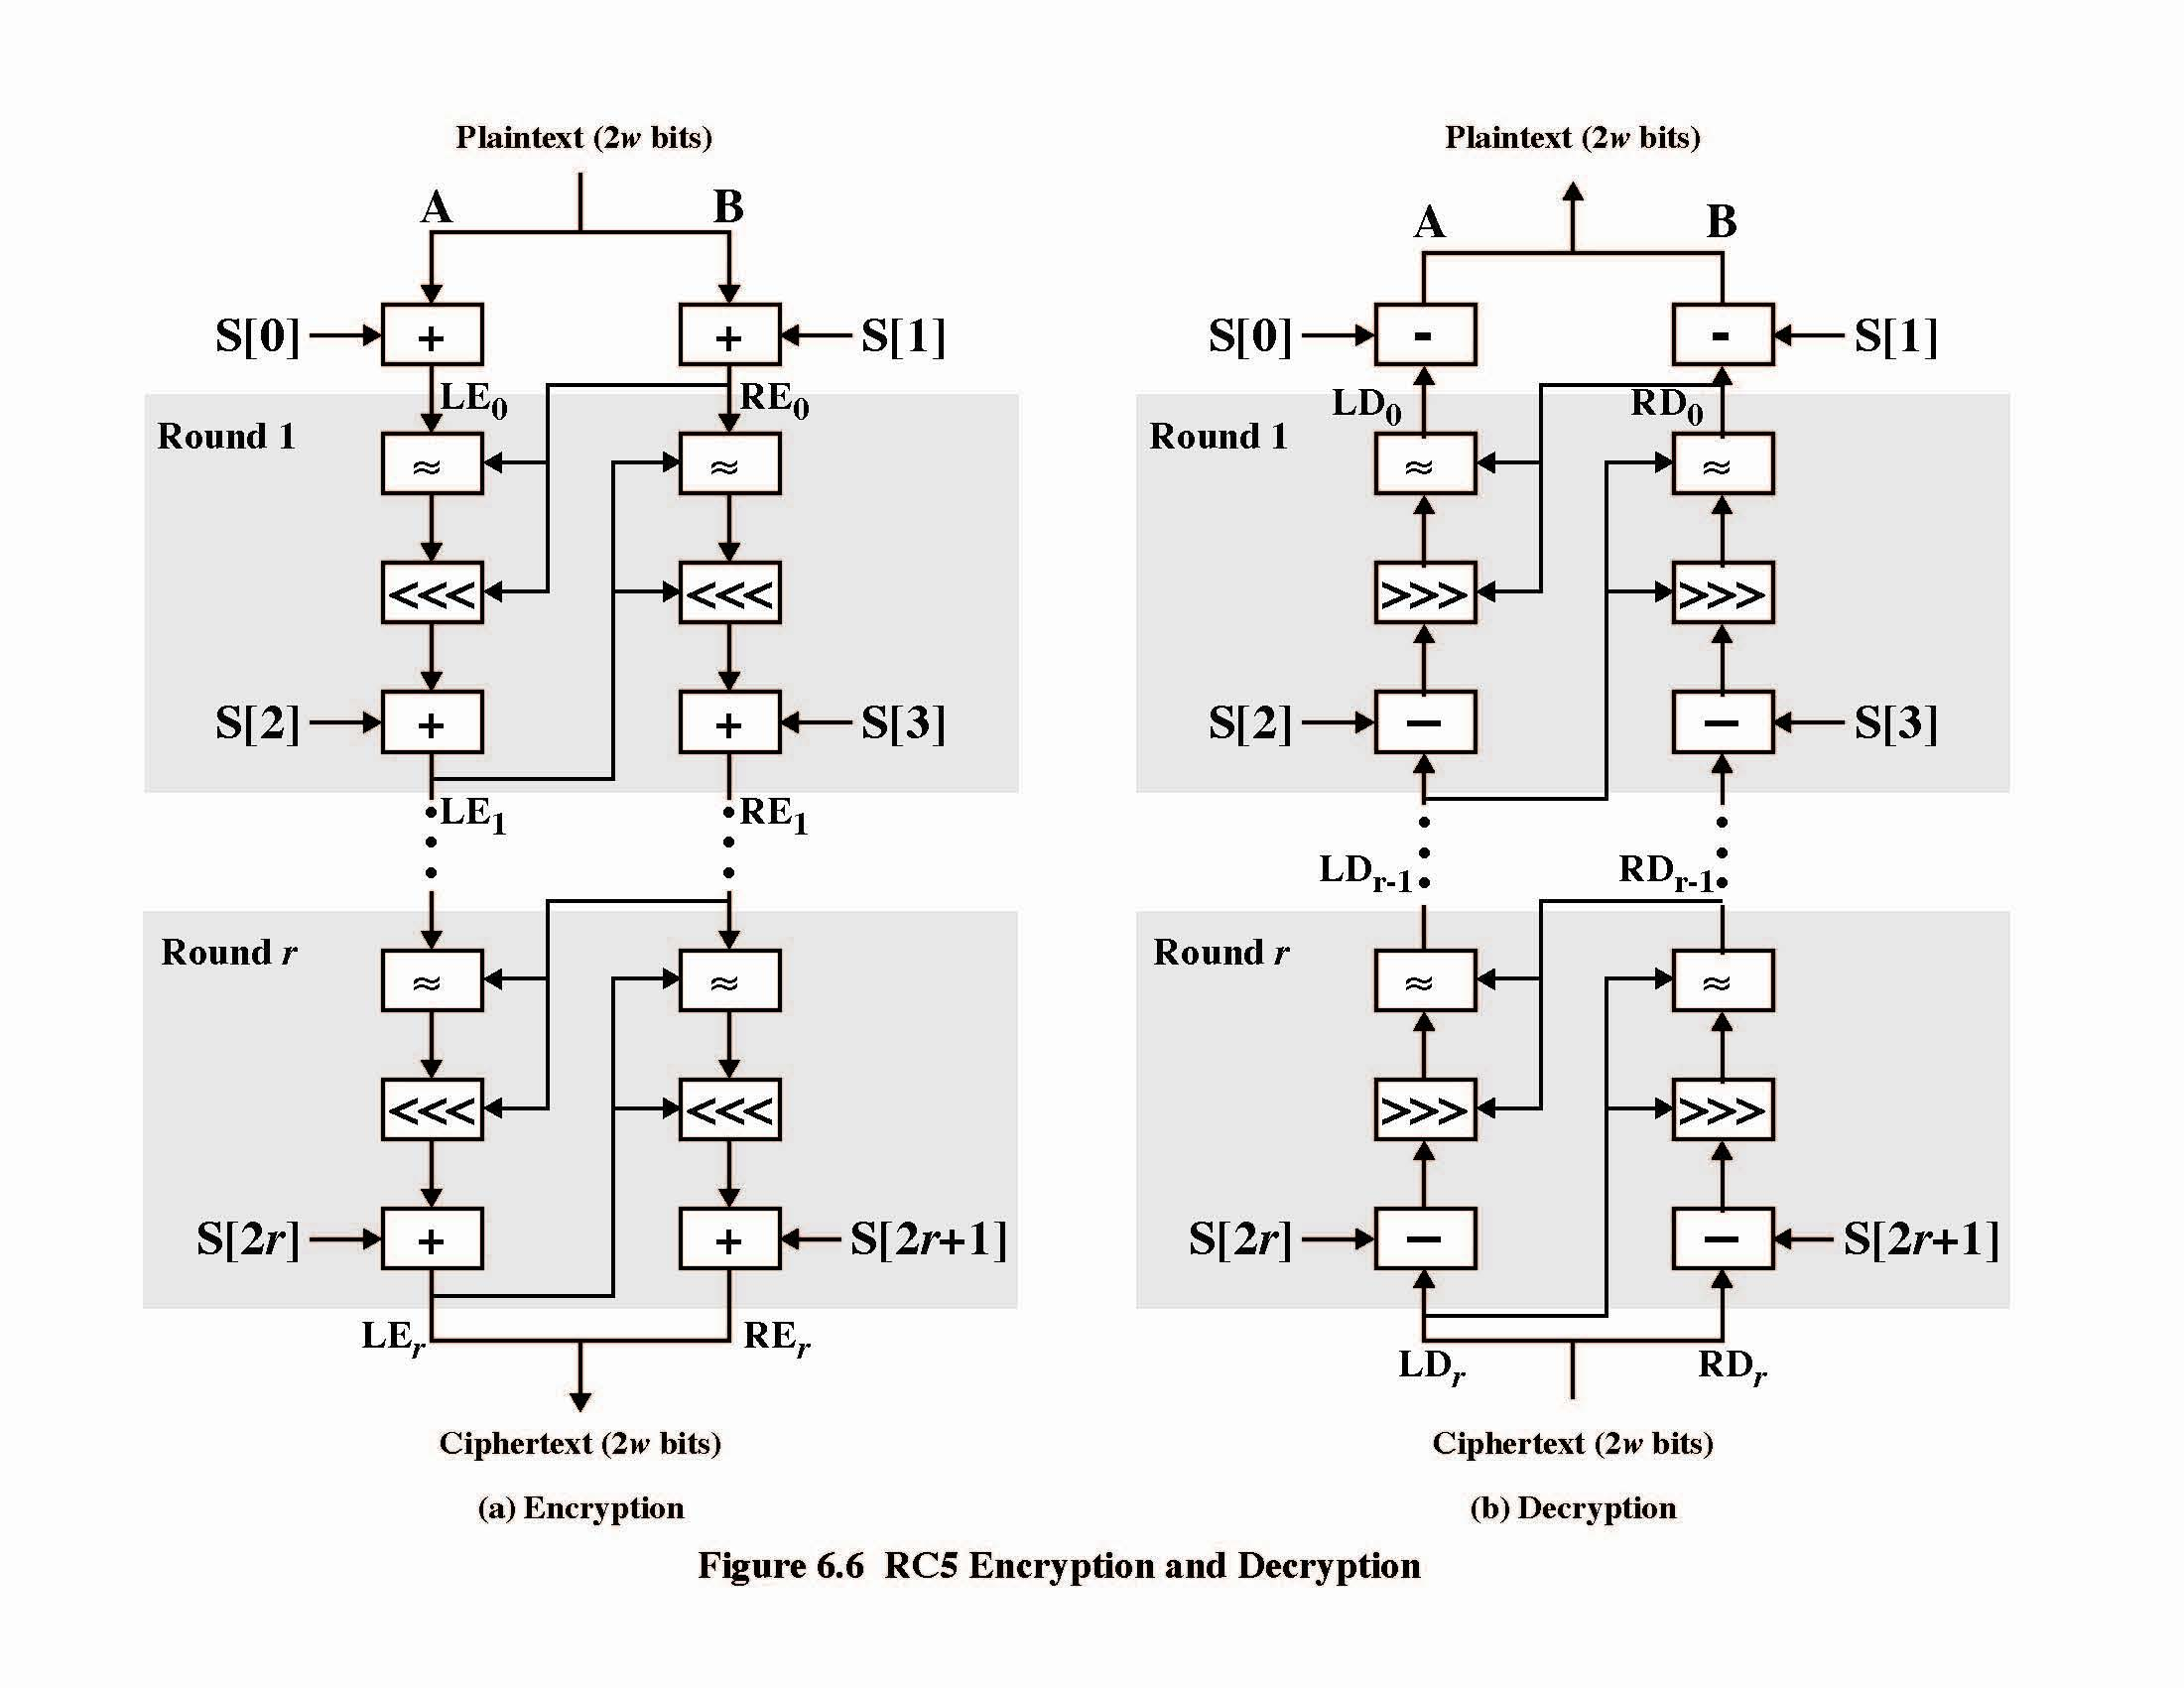 Plaintext (2w bits)
A B
S[0] + + S[1]
LE0 RE0
Round 1
≈ ≈
<<< <<<
S[2] + + S[3]
LE1 RE1
Round r
≈ ≈
<<< <<<
S[2r] + + S[2r+1]
LEr REr
Ciphertext (2w bits)
(a) Encryption
Plaintext (2w bits)
A B
S[0] - - S[1]
LD0 RD0
Round 1
≈ ≈
>>> >>>
S[2] – – S[3]
LDr-1 RDr-1
Round r
≈ ≈
>>> >>>
S[2r] – – S[2r+1]
LDr RDr
Ciphertext (2w bits)
(b) Decryption
Figure 6.6 RC5 Encryption and Decryption